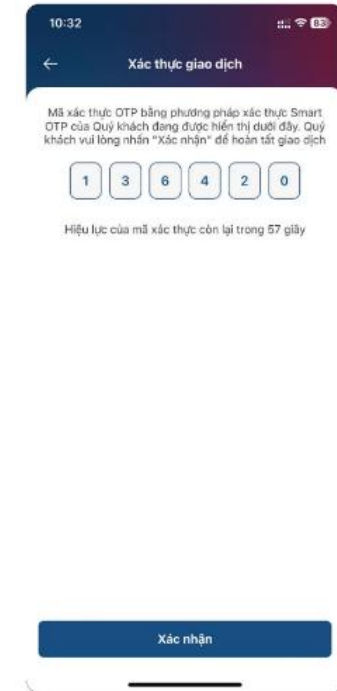 10:32
83
Xác thực giao dịch
Mã xác thực OTP bằng phương pháp xác thực Smart
OTP của Quý khách đang được hiển thị dưới đây. Quý
khách vui lòng nhấn "Xác nhận" để hoàn tất giao dịch
1 3 6 4 2 0
Hiệu lực của mã xác thực còn lại trong 57 giây
Xác nhận